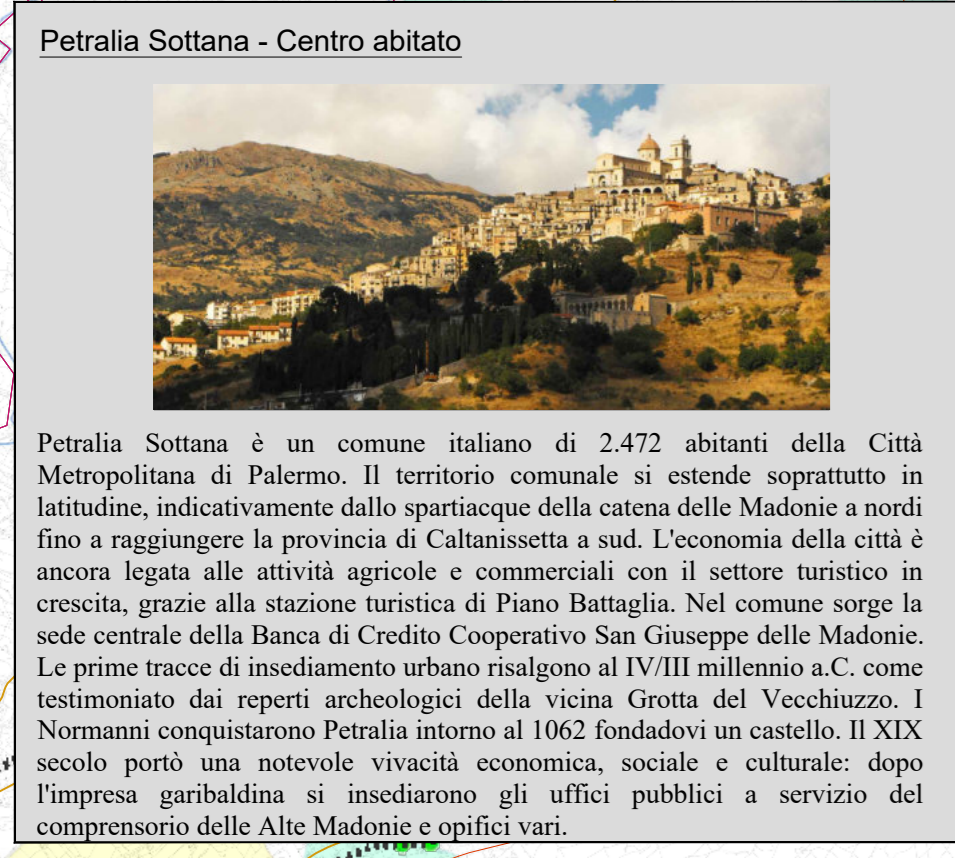 Petralia Sottana - Centro abitato
Petralia Sottana è un comune italiano di 2.472 abitanti della Città
Metropolitana di Palermo. Il territorio comunale si estende soprattutto in
latitudine, indicativamente dallo spartiacque della catena delle Madonie a nordi
fino a raggiungere la provincia di Caltanissetta a sud. L'economia della città è
ancora legata alle attività agricole e commerciali con il settore turistico in
crescita, grazie alla stazione turistica di Piano Battaglia. Nel comune sorge la
sede centrale della Banca di Credito Cooperativo San Giuseppe delle Madonie.
Le prime tracce di insediamento urbano risalgono al IV/III millennio a.C. come
testimoniato dai reperti archeologici della vicina Grotta del Vecchiuzzo. I
Normanni conquistarono Petralia intorno al 1062 fondadovi un castello. Il XIX
secolo portò una notevole vivacità economica, sociale e culturale: dopo
l'impresa garibaldina si insediarono gli uffici pubblici a servizio del
comprensorio delle Alte Madonie e opifici vari.